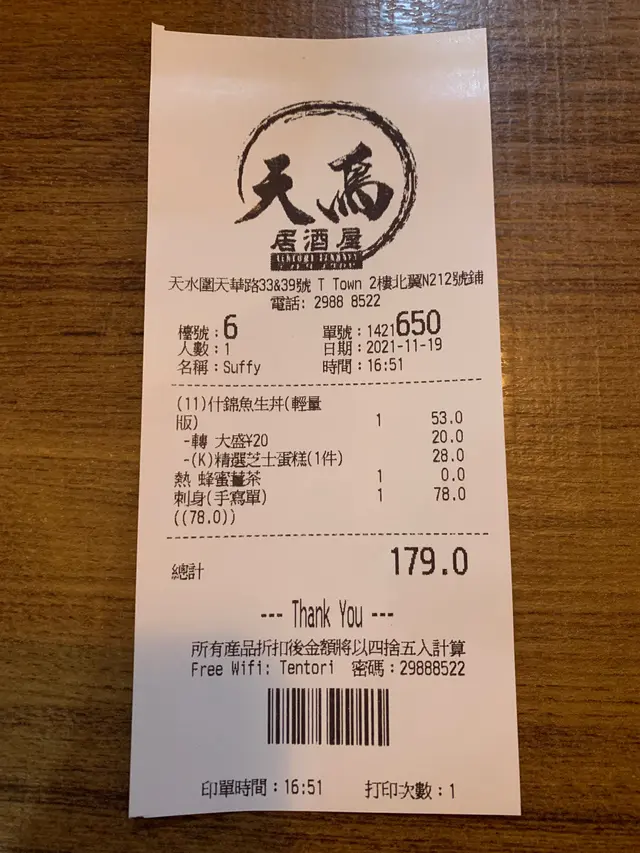 天鳶
居酒屋
TENTORI IZAKAYA
天水圍天華路33&39號 T Town 2樓北翼N212號鋪
電話: 2988 8522
檯號:6 單號:1421650
人數:1 日期:2021-11-19
名稱:Suffy 時間:16:51
(11)什錦魚生丼(輕量
版) 1 53.0
-轉 大盛¥20 20.0
-(K)精選芝士蛋糕(1件) 28.0
熱 蜂蜜薑茶 1 0.0
刺身(手寫單) 1 78.0
((78.0))
總計 179.0
--- Thank You ---
所有產品折扣後金額將以四捨五入計算
Free Wifi: Tentori 密碼:29888522
印單時間:16:51 打印次數:1